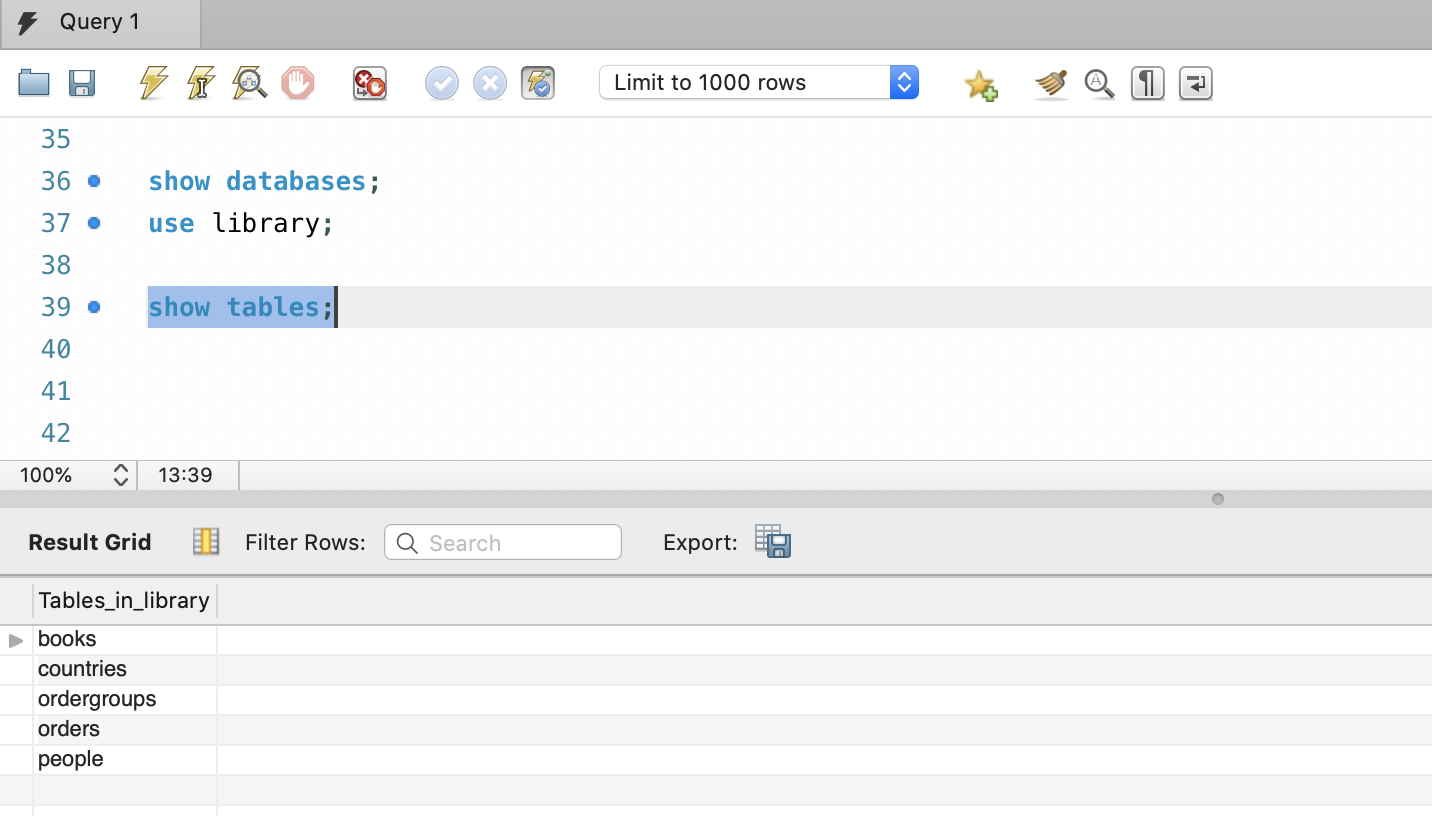 Query 1
Limit to 1000 rows
35
36 show databases;
37 use library;
38
39 show tables;
40
41
42
100% 13:39
Result Grid Filter Rows: Search Export:
Tables_in_library
books
countries
ordergroups
orders
people